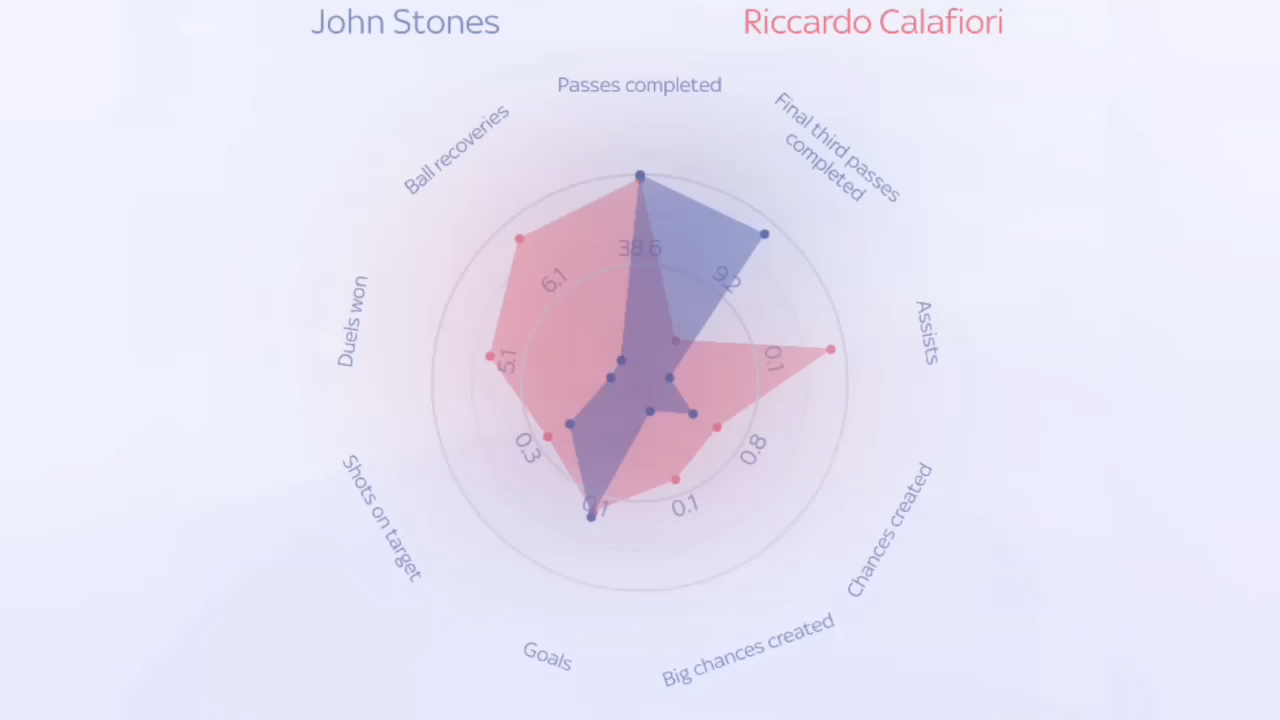 John Stones
Riccardo Calafiori
Passes completed
Final third passes
completed
Ball recoveries
38.6
9.2
6.1
Assists
Duels won
5.1
0.1
0.3
0.8
0.1
0.1
Shots on target
Chances created
Big chances created
Goals